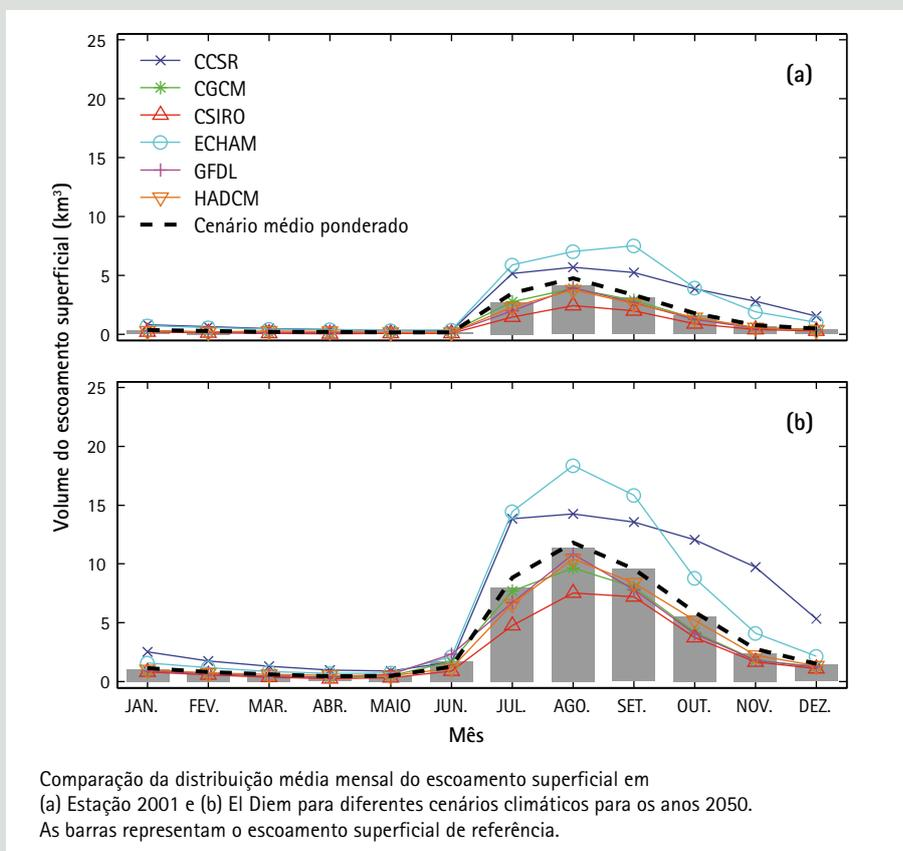 25
20
15
10
5
0
CCSR
CGCM
CSIRO
ECHAM
GFDL
HADCM
Cenário médio ponderado
(a)
Volume do escoamento superficial (km³)
25
20
15
10
5
0
(b)
JAN. FEV. MAR. ABR. MAIO JUN. JUL. AGO. SET. OUT. NOV. DEZ.
Mês
Comparação da distribuição média mensal do escoamento superficial em
(a) Estação 2001 e (b) El Diem para diferentes cenários climáticos para os anos 2050.
As barras representam o escoamento superficial de referência.